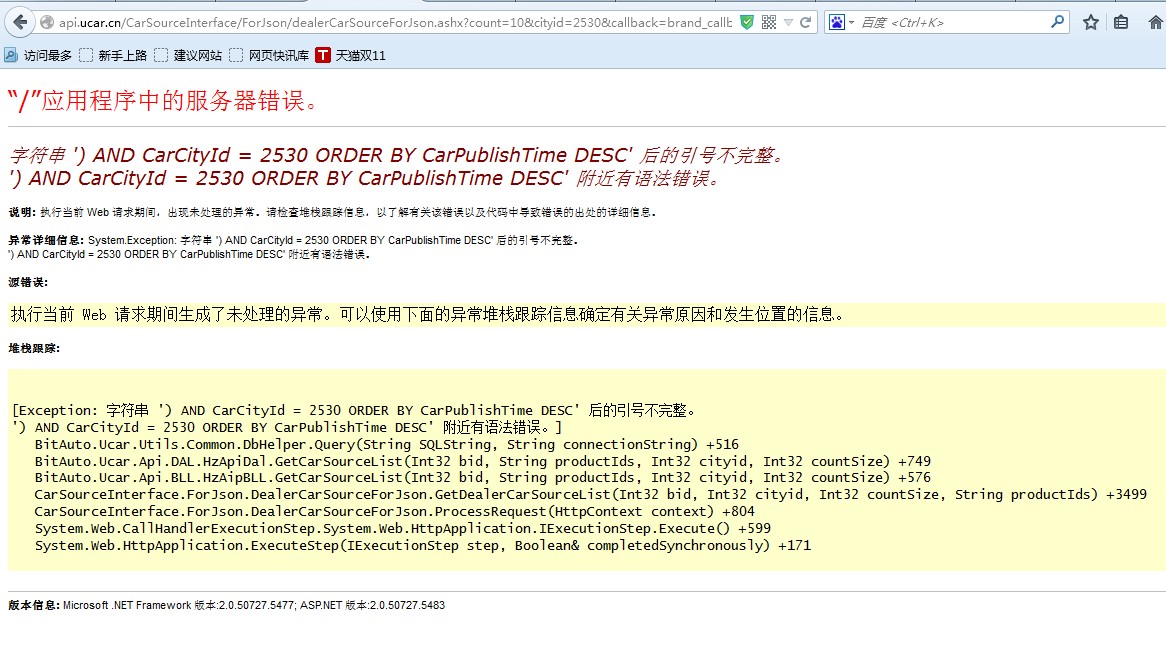 api.ucar.cn/CarSourceInterface/ForJson/dealerCarSourceForJson.ashx?count=10&cityid=2530&callback=brand_callb
百度 <Ctrl+K>
访问最多 新手上路 建议网站 网页快讯库 T 天猫双11
“/”应用程序中的服务器错误。
字符串 ') AND CarCityId = 2530 ORDER BY CarPublishTime DESC' 后的引号不完整。
') AND CarCityId = 2530 ORDER BY CarPublishTime DESC' 附近有语法错误。
说明: 执行当前 Web 请求期间，出现未处理的异常。请检查堆栈跟踪信息，以了解有关该错误以及代码中导致错误的出处的详细信息。
异常详细信息: System.Exception: 字符串 ') AND CarCityId = 2530 ORDER BY CarPublishTime DESC' 后的引号不完整。
') AND CarCityId = 2530 ORDER BY CarPublishTime DESC' 附近有语法错误。
源错误:
执行当前 Web 请求期间生成了未处理的异常。可以使用下面的异常堆栈跟踪信息确定有关异常原因和发生位置的信息。
堆栈跟踪:
[Exception: 字符串 ') AND CarCityId = 2530 ORDER BY CarPublishTime DESC' 后的引号不完整。
') AND CarCityId = 2530 ORDER BY CarPublishTime DESC' 附近有语法错误。]
BitAuto.Ucar.Utils.Common.DbHelper.Query(String SQLString, String connectionString) +516
BitAuto.Ucar.Api.DAL.HzApiDal.GetCarSourceList(Int32 bid, String productIds, Int32 cityid, Int32 countSize) +749
BitAuto.Ucar.Api.BLL.HzAipBLL.GetCarSourceList(Int32 bid, String productIds, Int32 cityid, Int32 countSize) +576
CarSourceInterface.ForJson.DealerCarSourceForJson.GetDealerCarSourceList(Int32 bid, Int32 cityid, Int32 countSize, String productIds) +3499
CarSourceInterface.ForJson.DealerCarSourceForJson.ProcessRequest(HttpContext context) +804
System.Web.CallHandlerExecutionStep.System.Web.HttpApplication.IExecutionStep.Execute() +599
System.Web.HttpApplication.ExecuteStep(IExecutionStep step, Boolean& completedSynchronously) +171
版本信息: Microsoft .NET Framework 版本:2.0.50727.5477; ASP.NET 版本:2.0.50727.5483